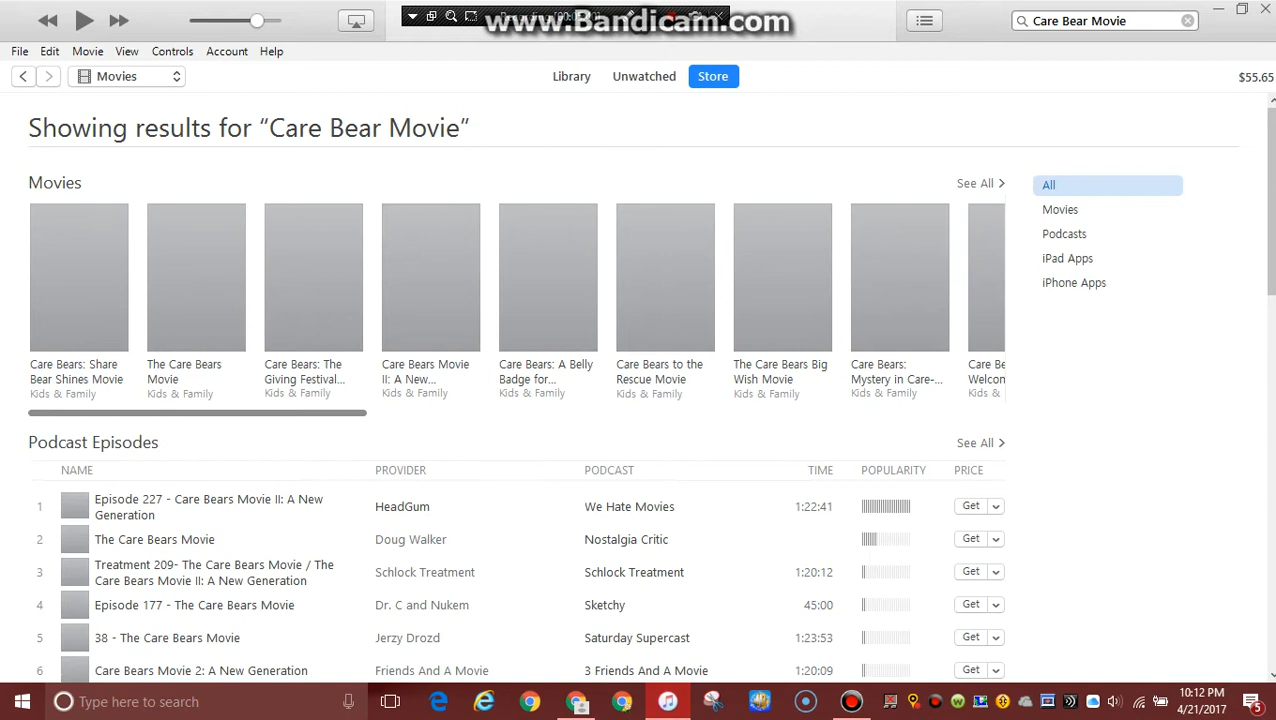 www.Bandicam.com
Care Bear Movie
File Edit Movie View Controls Account Help
Movies
Library Unwatched Store
$55.65
Showing results for “Care Bear Movie”
Movies
See All
All
Movies
Podcasts
iPad Apps
iPhone Apps
Care Bears: Share
Bear Shines Movie
Kids & Family
The Care Bears
Movie
Kids & Family
Care Bears: The
Giving Festival...
Kids & Family
Care Bears Movie
II: A New...
Kids & Family
Care Bears: A Belly
Badge for...
Kids & Family
Care Bears to the
Rescue Movie
Kids & Family
The Care Bears Big
Wish Movie
Kids & Family
Care Bears:
Mystery in Care-...
Kids & Family
Care Be
Welcon
Kids &
Podcast Episodes
See All
NAME PROVIDER PODCAST TIME POPULARITY PRICE
1 Episode 227 - Care Bears Movie II: A New
Generation
HeadGum We Hate Movies 1:22:41 Get
2 The Care Bears Movie Doug Walker Nostalgia Critic Get
3 Treatment 209- The Care Bears Movie / The
Care Bears Movie II: A New Generation
Schlock Treatment Schlock Treatment 1:20:12 Get
4 Episode 177 - The Care Bears Movie Dr. C and Nukem Sketchy 45:00 Get
5 38 - The Care Bears Movie Jerzy Drozd Saturday Supercast 1:23:53 Get
6 Care Bears Movie 2: A New Generation Friends And A Movie 3 Friends And A Movie 1:20:09 Get
Type here to search
10:12 PM
4/21/2017
5